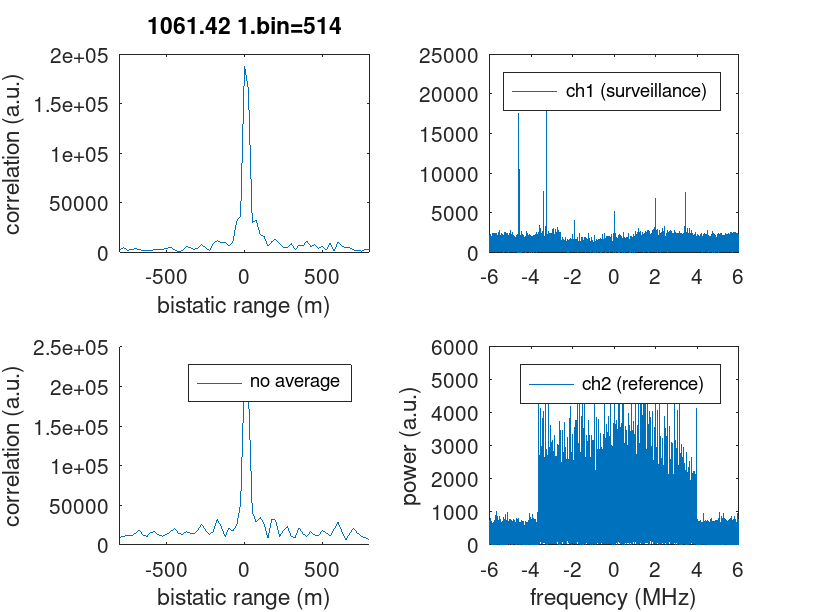 1061.42 1.bin=514
correlation (a.u.)
2e+05
1.5e+05
1e+05
50000
0
-500
0
500
bistatic range (m)
25000
20000
15000
10000
5000
0
ch1 (surveillance)
-6
-4
-2
0
2
4
6
correlation (a.u.)
2.5e+05
2e+05
1.5e+05
1e+05
50000
0
no average
-500
0
500
bistatic range (m)
power (a.u.)
6000
5000
4000
3000
2000
1000
0
ch2 (reference)
-6
-4
-2
0
2
4
6
frequency (MHz)